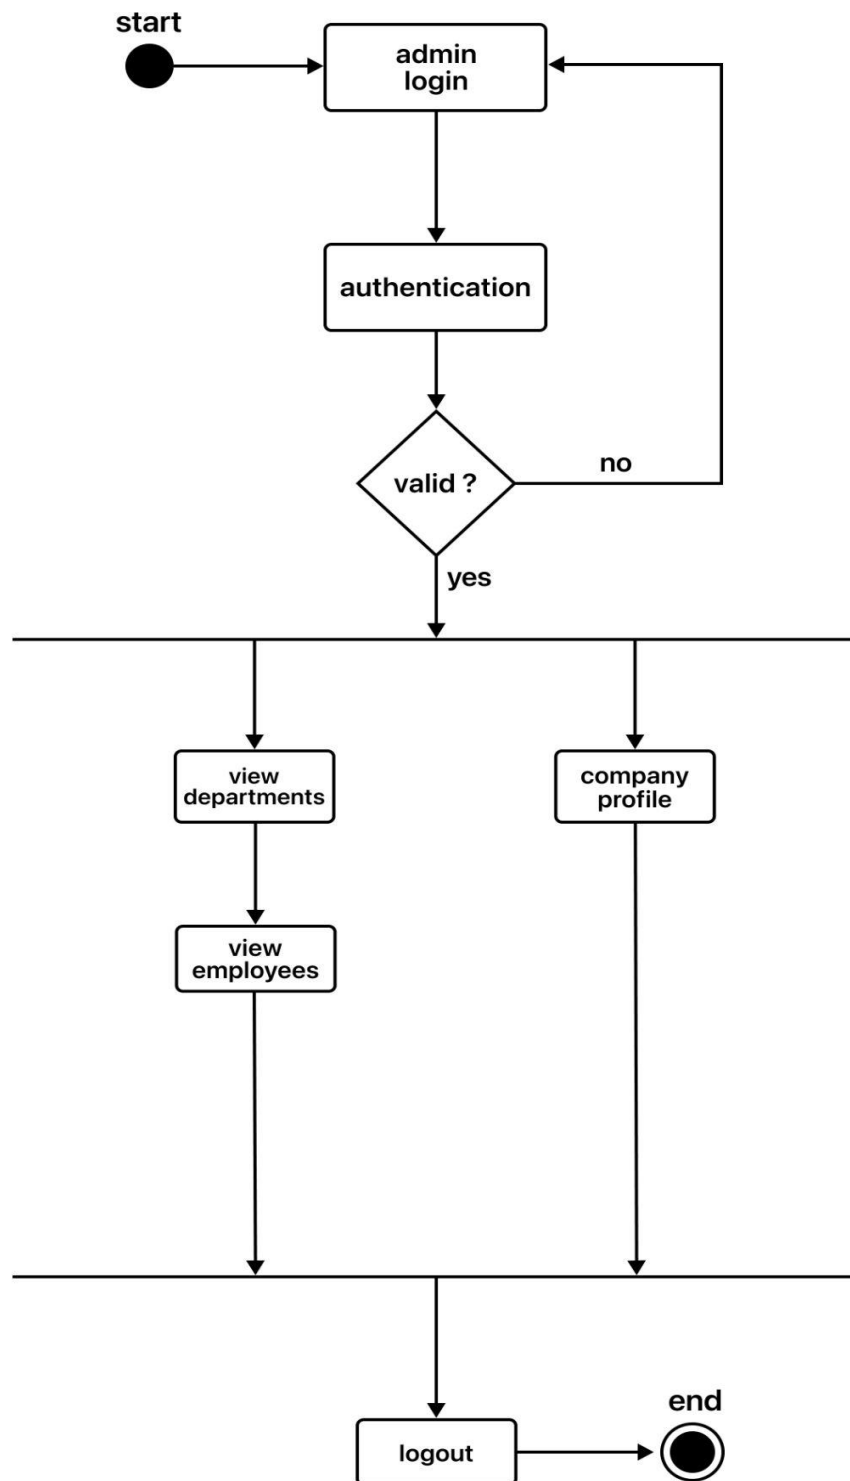 start
admin
login
authentication
valid ?
no
yes
view
departments
company
profile
view
employees
end
logout